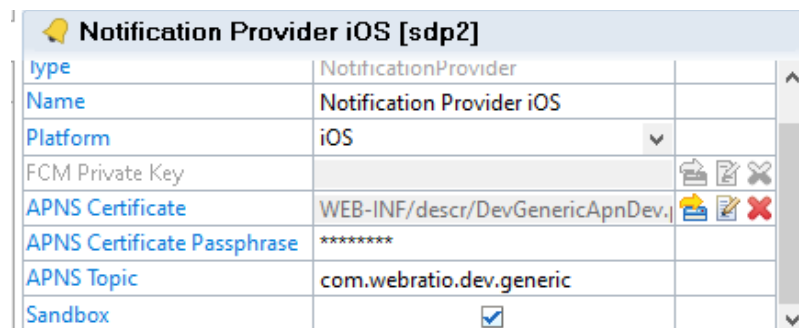 Notification Provider iOS [sdp2]
Type NotificationProvider
Name Notification Provider iOS
Platform iOS
FCM Private Key
APNS Certificate WEB-INF/descr/DevGenericApnDev.p
APNS Certificate Passphrase ********
APNS Topic com.webratio.dev.generic
Sandbox